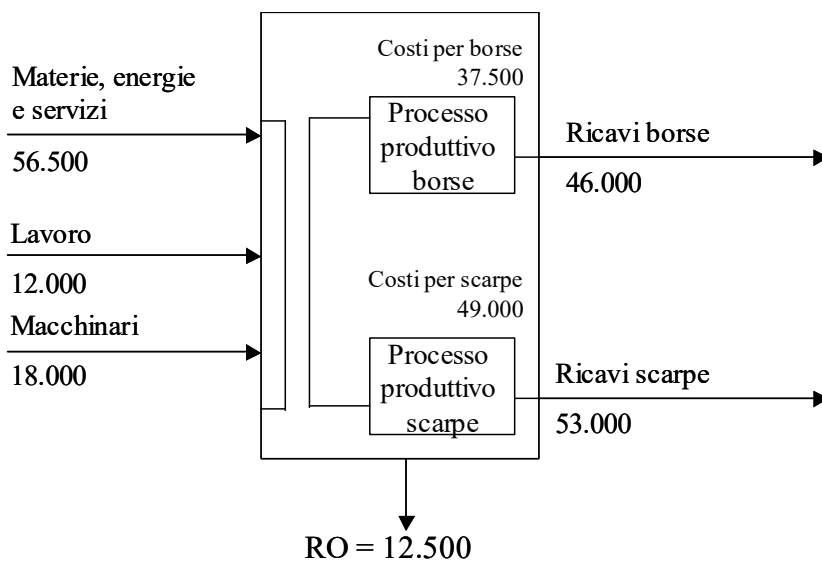 Materie, energie
e servizi
56.500
Lavoro
12.000
Macchinari
18.000
Costi per borse
37.500
Processo
produttivo
borse
Costi per scarpe
49.000
Processo
produttivo
scarpe
Ricavi borse
46.000
Ricavi scarpe
53.000
RO = 12.500